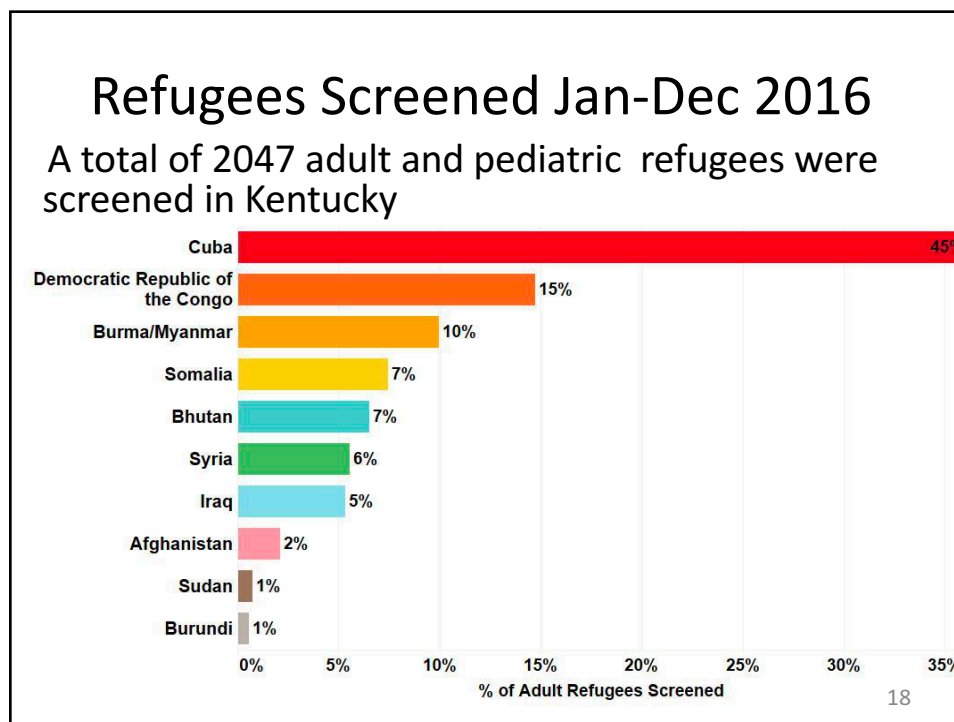 Refugees Screened Jan-Dec 2016
A total of 2047 adult and pediatric refugees were
screened in Kentucky
Cuba 45%
Democratic Republic of
the Congo 15%
Burma/Myanmar 10%
Somalia 7%
Bhutan 7%
Syria 6%
Iraq 5%
Afghanistan 2%
Sudan 1%
Burundi 1%
0% 5% 10% 15% 20% 25% 30% 35%
% of Adult Refugees Screened
18